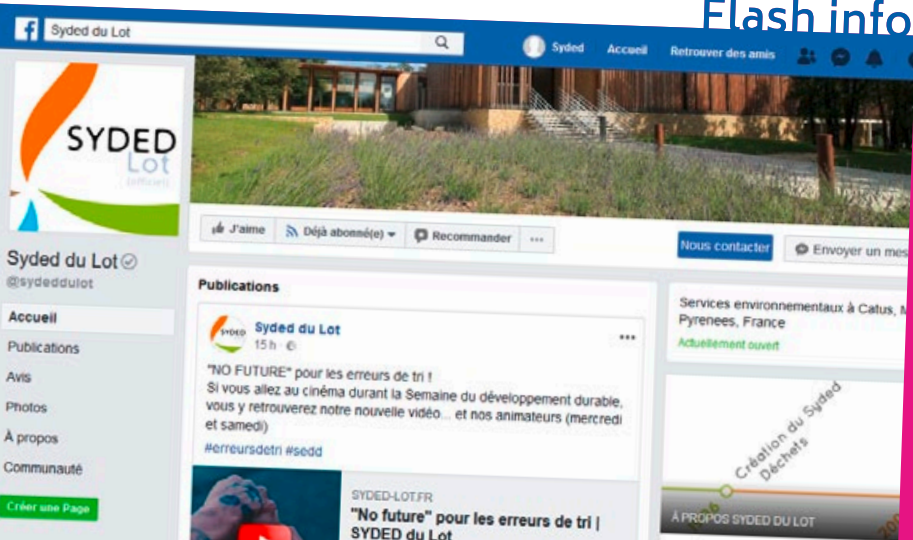 Flash info
Syded du Lot
Syded
Accueil
Retrouver des amis
SYDED
Lot
(officiel)
J'aime
Déjà abonné(e)
Recommander
Nous contacter
Envoyer un mes
Syded du Lot
@sydeddulot
Accueil
Publications
Avis
Photos
À propos
Communauté
Créer une Page
Publications
SYDED
Syded du Lot
15 h
"NO FUTURE" pour les erreurs de tri !
Si vous allez au cinéma durant la Semaine du développement durable,
vous y retrouverez notre nouvelle vidéo... et nos animateurs (mercredi
et samedi)
#erreursdetri #sedd
SYDED-LOT.FR
"No future" pour les erreurs de tri |
SYDED du Lot
Services environnementaux à Catus, M
Pyrenees, France
Actuellement ouvert
Création du Syded
Déchets
À PROPOS SYDED DU LOT